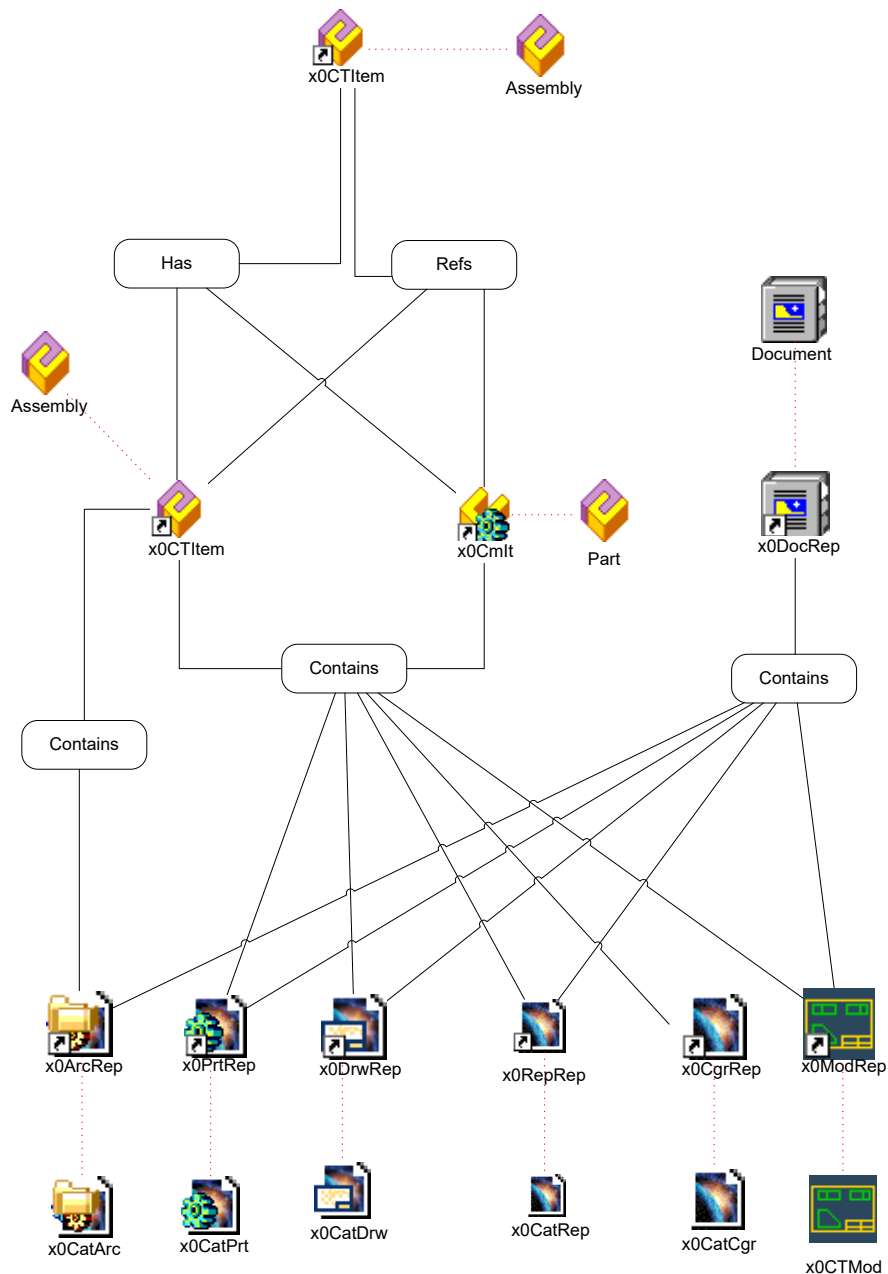 x0CTItem
Assembly
Has
Refs
Document
Assembly
x0CTItem
x0CmIt
Part
x0DocRep
Contains
Contains
Contains
x0ArcRep
x0PrtRep
x0DrwRep
x0RepRep
x0CgrRep
x0ModRep
x0CatArc
x0CatPrt
x0CatDrw
x0CatRep
x0CatCgr
x0CTMod